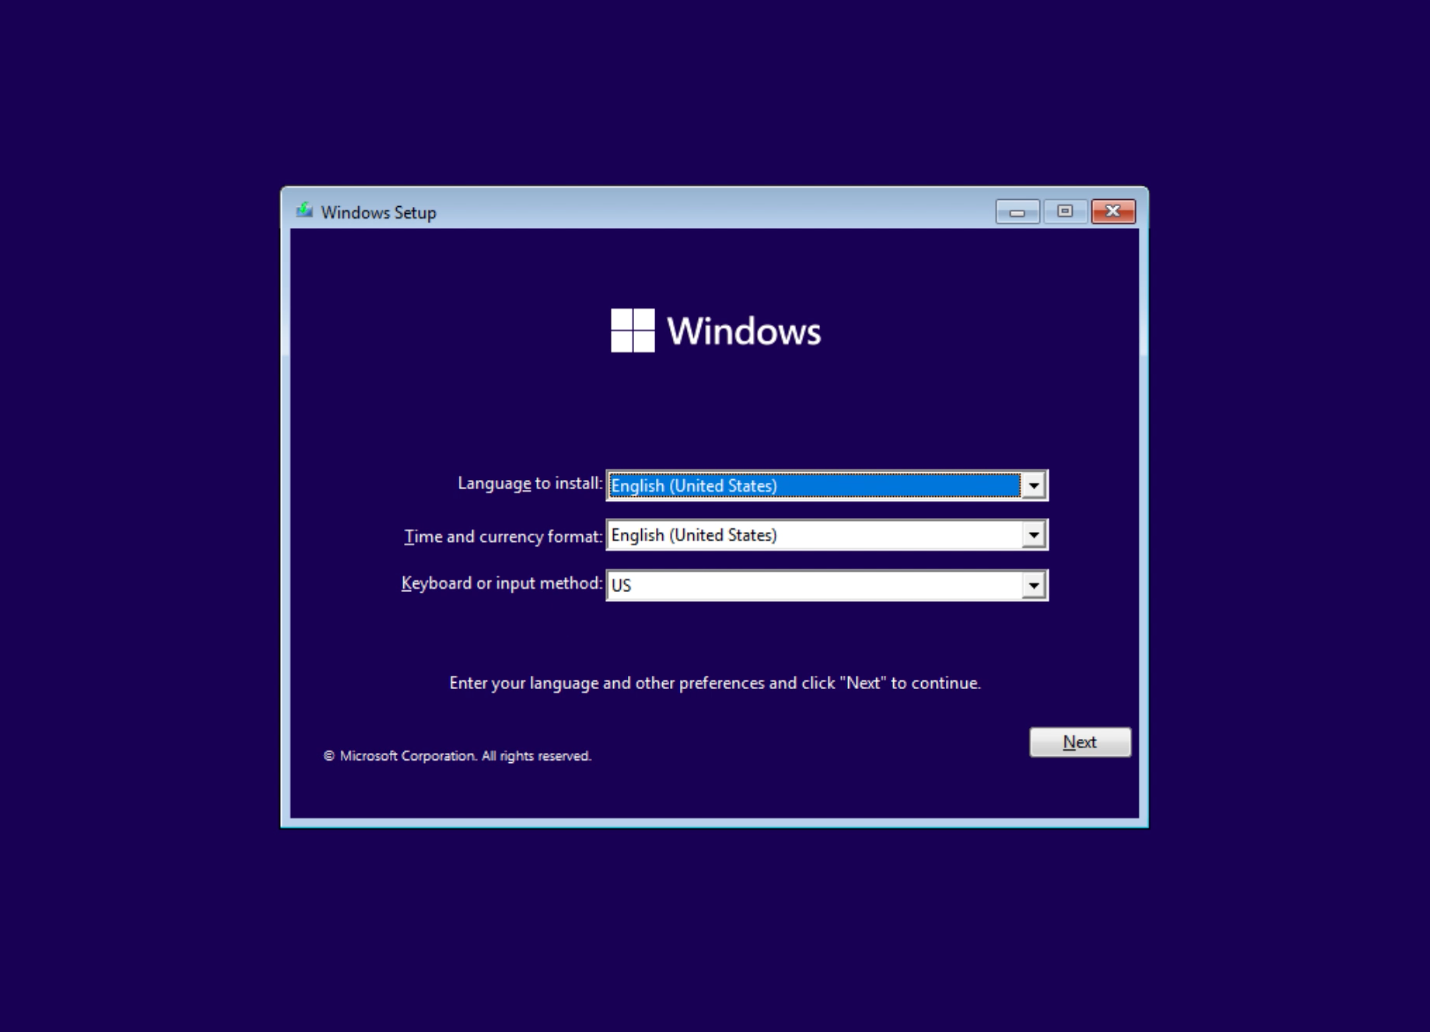 Windows Setup
Windows
Language to install: English (United States)
Time and currency format: English (United States)
Keyboard or input method: US
Enter your language and other preferences and click "Next" to continue.
Next
© Microsoft Corporation. All rights reserved.